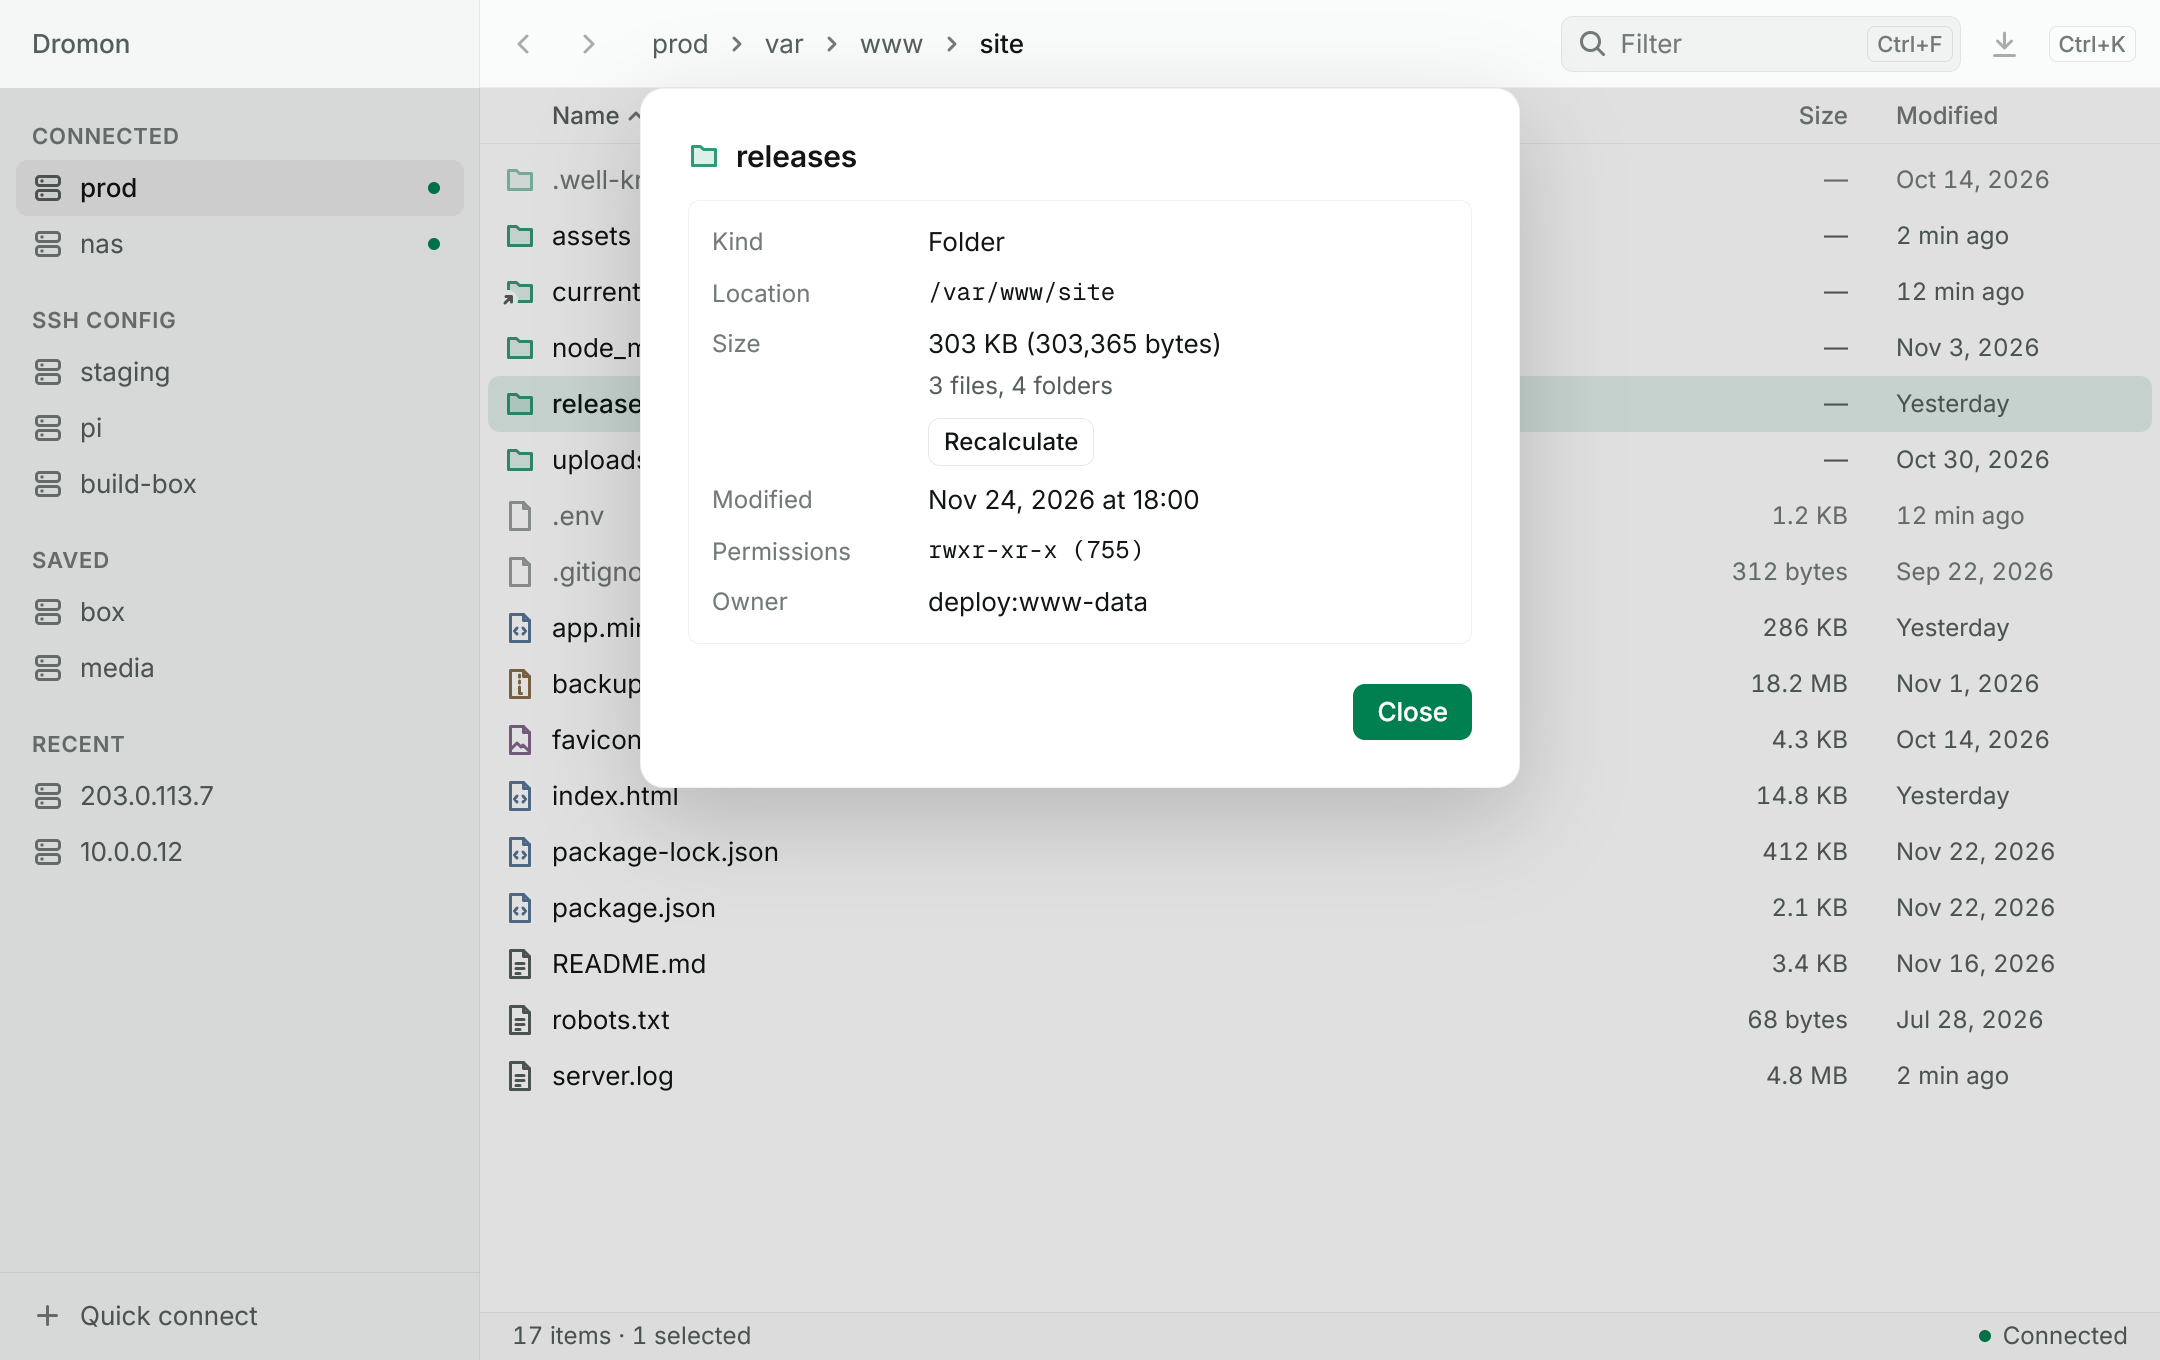 Dromon
prod > var > www > site
Filter
Ctrl+F
Ctrl+K
CONNECTED
prod
nas
SSH CONFIG
staging
pi
build-box
SAVED
box
media
RECENT
203.0.113.7
10.0.0.12
Quick connect
Name
Size
Modified
— Oct 14, 2026
assets — 2 min ago
current — 12 min ago
— Nov 3, 2026
— Yesterday
— Oct 30, 2026
.env 1.2 KB 12 min ago
312 bytes Sep 22, 2026
286 KB Yesterday
18.2 MB Nov 1, 2026
4.3 KB Oct 14, 2026
index.html 14.8 KB Yesterday
package-lock.json 412 KB Nov 22, 2026
package.json 2.1 KB Nov 22, 2026
README.md 3.4 KB Nov 16, 2026
robots.txt 68 bytes Jul 28, 2026
server.log 4.8 MB 2 min ago
17 items · 1 selected
Connected
releases
Kind Folder
Location /var/www/site
Size 303 KB (303,365 bytes)
3 files, 4 folders
Recalculate
Modified Nov 24, 2026 at 18:00
Permissions rwxr-xr-x (755)
Owner deploy:www-data
Close